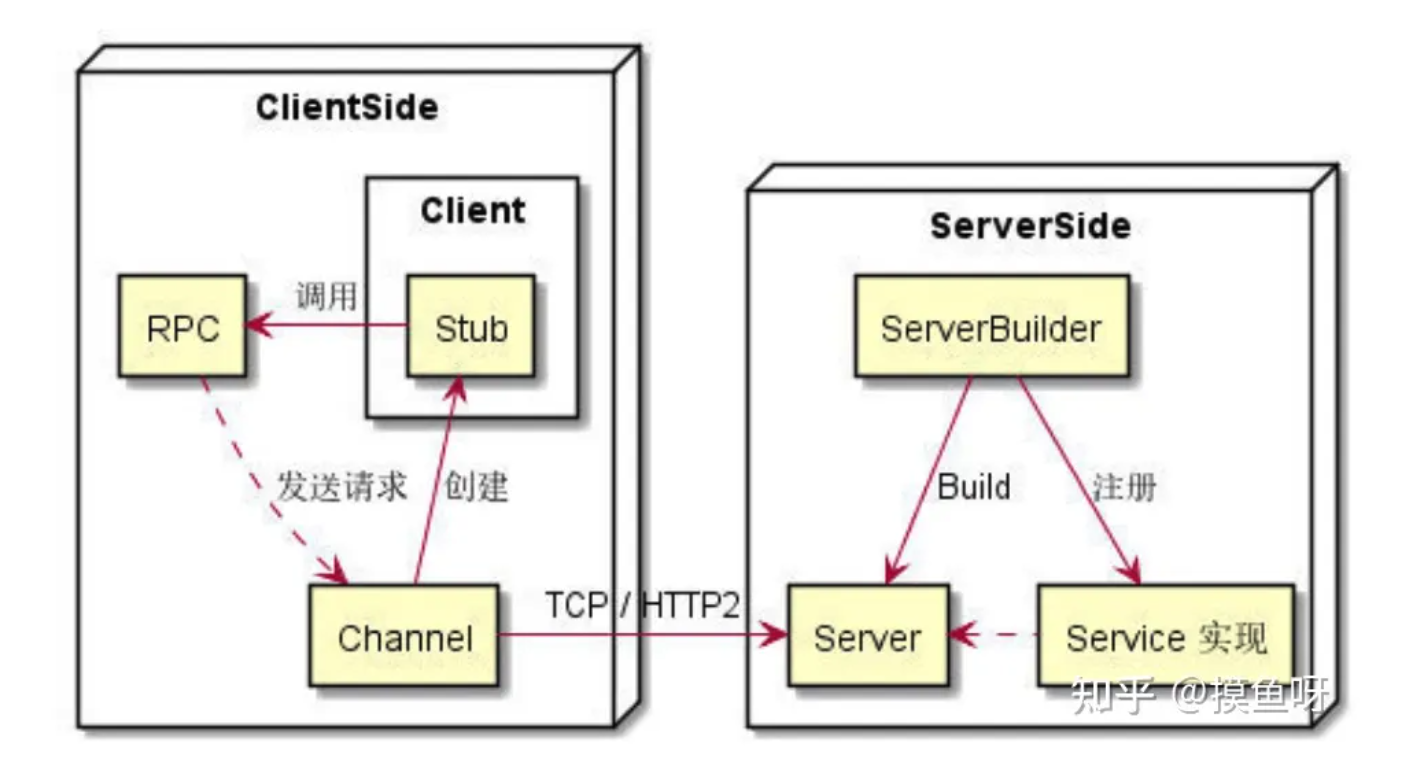 ClientSide
Client
ServerSide
调用
RPC
Stub
ServerBuilder
发送请求
创建
Build
注册
TCP / HTTP2
Channel
Server
Service 实现
知乎 @摸鱼呀